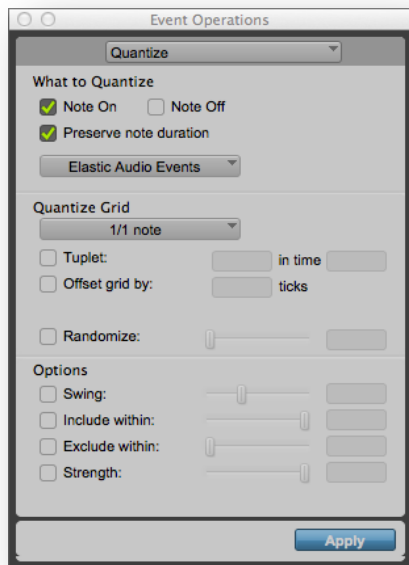 Event Operations
Quantize
What to Quantize
Note On Note Off
Preserve note duration
Elastic Audio Events
Quantize Grid
1/1 note
Tuplet: in time
Offset grid by: ticks
Randomize:
Options
Swing:
Include within:
Exclude within:
Strength:
Apply